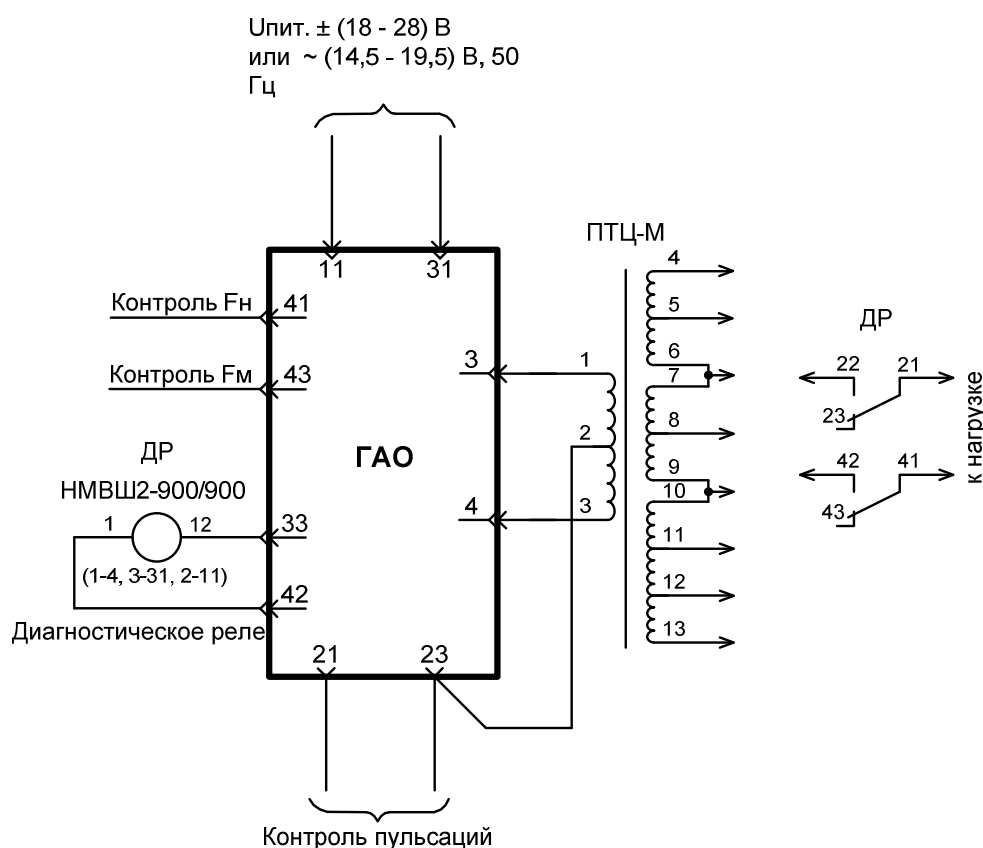 Uпит. ± (18 - 28) В
или ~ (14,5 - 19,5) В, 50
Гц
11
31
ПТЦ-М
4
5
6
7
8
9
10
11
12
13
Контроль Fн
41
Контроль Fм
43
ГАО
3
4
1
2
3
ДР
22
21
23
42
41
43
к нагрузке
ДР
НМВШ2-900/900
1
12
33
(1-4, 3-31, 2-11)
42
Диагностическое реле
21
23
Контроль пульсаций